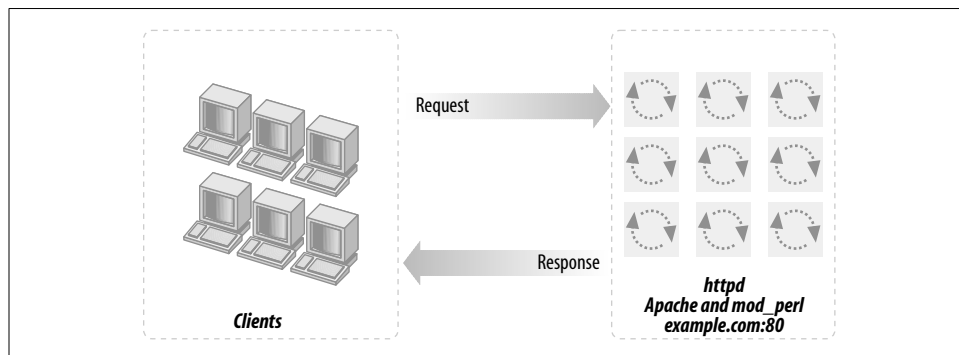 Request
Response
Clients
httpd
Apache and mod_perl
example.com:80